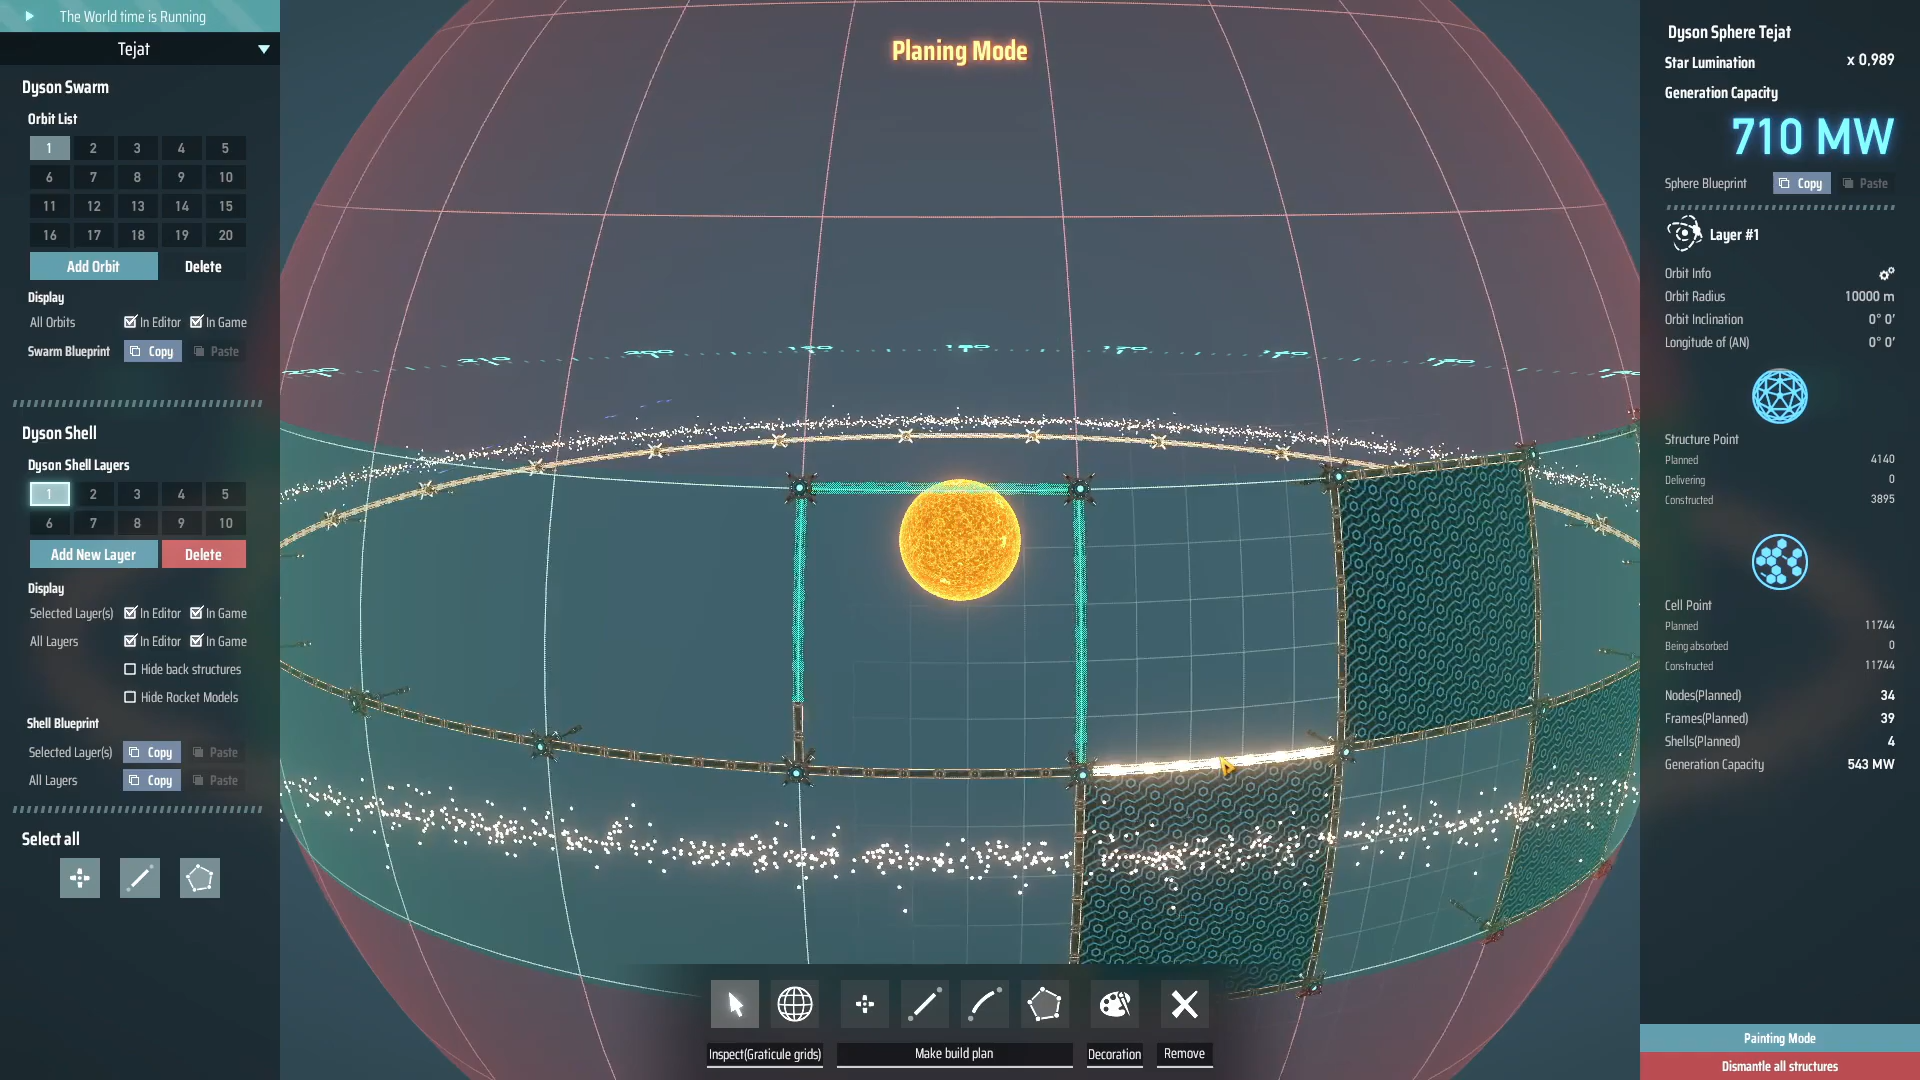 The World time is Running
Tejat
Dyson Swarm
Orbit List
1 2 3 4 5
6 7 8 9 10
11 12 13 14 15
16 17 18 19 20
Add Orbit Delete
Display
All Orbits In Editor In Game
Swarm Blueprint Copy Paste
Dyson Shell
Dyson Shell Layers
1 2 3 4 5
6 7 8 9 10
Add New Layer Delete
Display
Selected Layer(s) In Editor In Game
All Layers In Editor In Game
Hide back structures
Hide Rocket Models
Shell Blueprint
Selected Layer(s) Copy Paste
All Layers Copy Paste
Select all
Planing Mode
Inspect(Graticule grids) Make build plan Decoration Remove
Dyson Sphere Tejat
Star Lumination x 0,989
Generation Capacity
710 MW
Sphere Blueprint Copy Paste
Layer #1
Orbit Info
Orbit Radius 10000 m
Orbit Inclination 0° 0'
Longitude of (AN) 0° 0'
Structure Point
Planned 4140
Delivering 0
Constructed 3895
Cell Point
Planned 11744
Being absorbed 0
Constructed 11744
Nodes(Planned) 34
Frames(Planned) 39
Shells(Planned) 4
Generation Capacity 543 MW
Painting Mode
Dismantle all structures